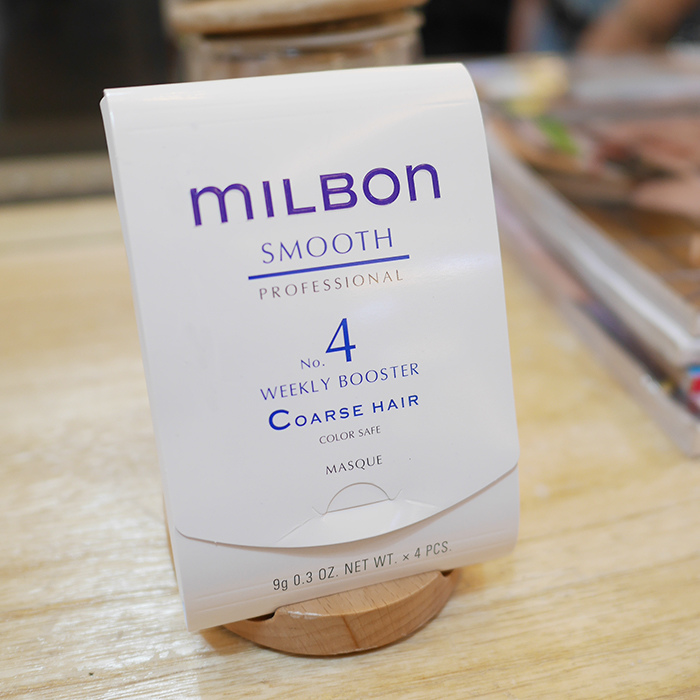 mILBON
SMOOTH
PROFESSIONAL
No. 4
WEEKLY BOOSTER
COARSE HAIR
COLOR SAFE
MASQUE
9g 0.3 OZ. NET WT. × 4 PCS.